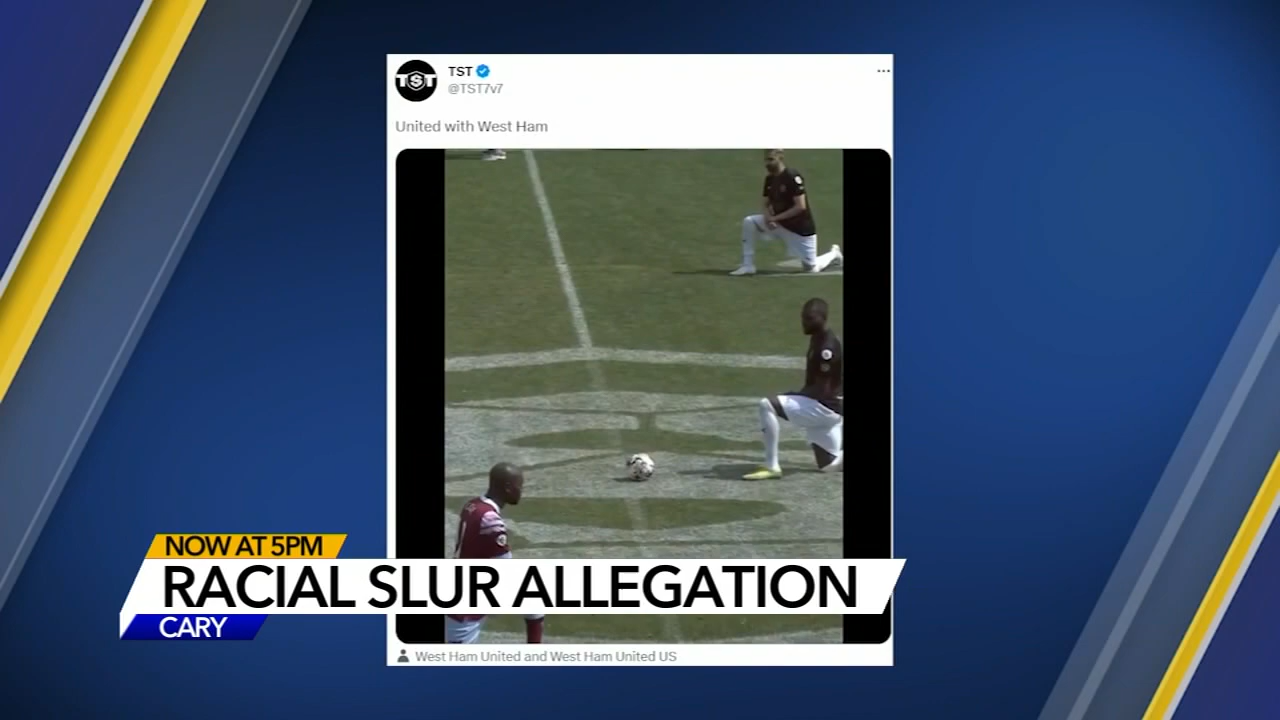 TST
TST
@TST7v7
United with West Ham
NOW AT 5PM
RACIAL SLUR ALLEGATION
CARY
West Ham United and West Ham United US